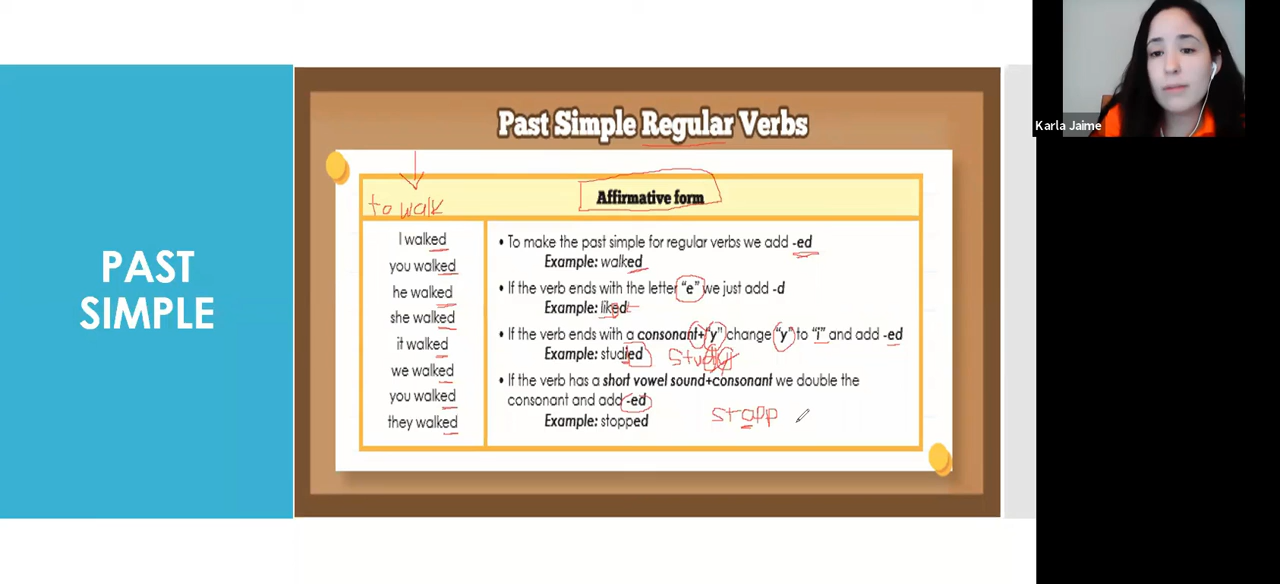 PAST
SIMPLE
Past Simple Regular Verbs
Affirmative form
to walk
I walked
you walked
he walked
she walked
it walked
we walked
you walked
they walked
• To make the past simple for regular verbs we add -ed
Example: walked
• If the verb ends with the letter "e" we just add -d
Example: liked
• If the verb ends with a consonant+"y" change "y" to "i" and add -ed
Example: studied
study
• If the verb has a short vowel sound+consonant we double the
consonant and add -ed
Example: stopped
stopp
Karla Jaime